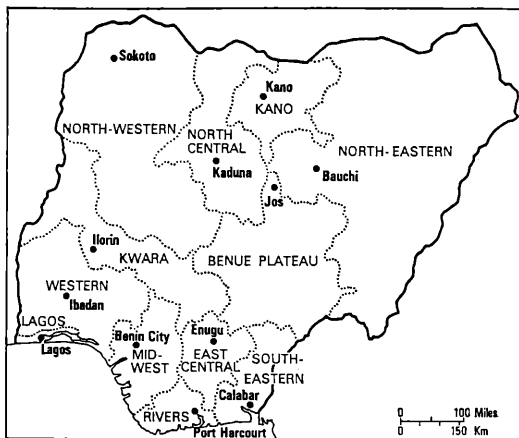 Sokoto
Kano
KANO
NORTH-WESTERN
NORTH
CENTRAL
Kaduna
NORTH-EASTERN
Bauchi
Jos
Ilorin
KWARA
BENUE PLATEAU
WESTERN
Ibadan
LAGOS
Lagos
Benin City
MID-
WEST
Enugu
EAST
CENTRAL
SOUTH-
EASTERN
Calabar
RIVERS
Port Harcourt
0 100 Miles
0 150 Km